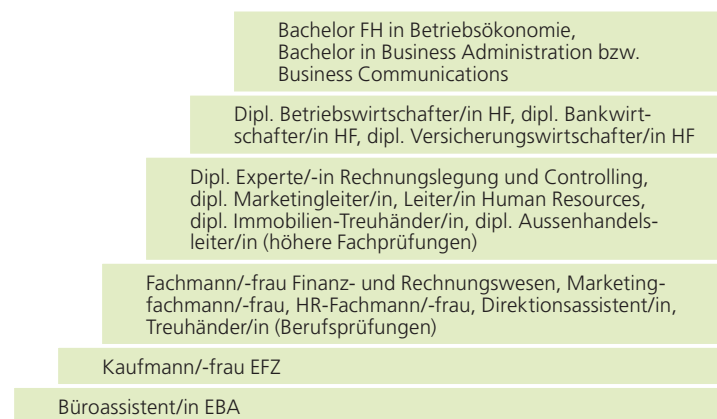 Bachelor FH in Betriebsökonomie,
Bachelor in Business Administration bzw.
Business Communications
Dipl. Betriebswirtschafter/in HF, dipl. Bankwirt-
schafter/in HF, dipl. Versicherungswirtschafter/in HF
Dipl. Experte/-in Rechnungslegung und Controlling,
dipl. Marketingleiter/in, Leiter/in Human Resources,
dipl. Immobilien-Treuhänder/in, dipl. Aussenhandels-
leiter/in (höhere Fachprüfungen)
Fachmann/-frau Finanz- und Rechnungswesen, Marketing-
fachmann/-frau, HR-Fachmann/-frau, Direktionsassistent/in,
Treuhänder/in (Berufsprüfungen)
Kaufmann/-frau EFZ
Büroassistent/in EBA